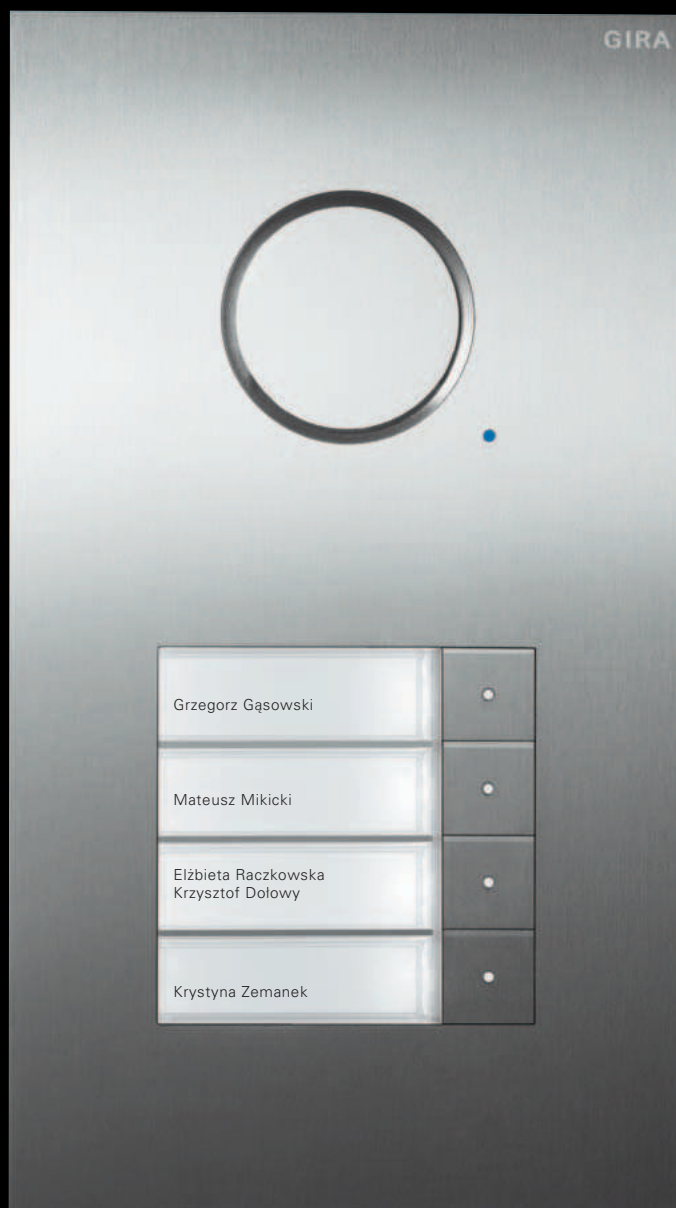 GIRA
Grzegorz Gąsowski
Mateusz Mikicki
Elżbieta Raczkowska
Krzysztof Dołowy
Krystyna Zemanek